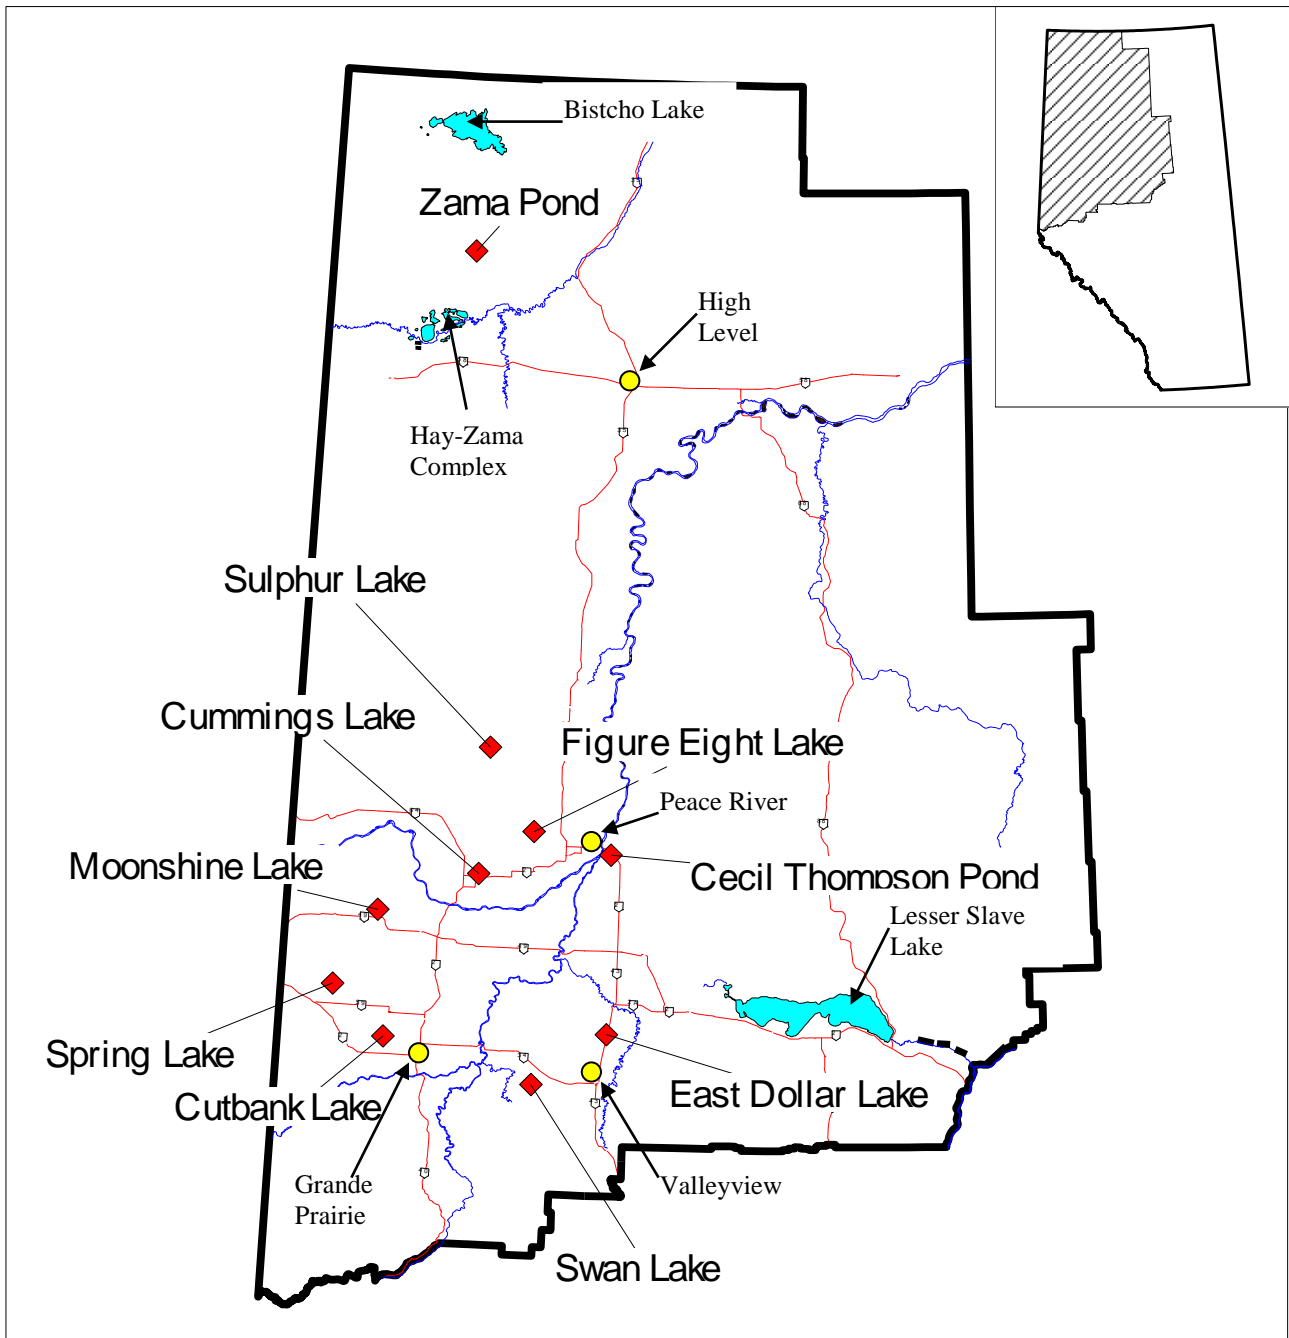 Bistcho Lake
Zama Pond
High
Level
Hay-Zama
Complex
Sulphur Lake
Cummings Lake
Figure Eight Lake
Peace River
Moonshine Lake
Cecil Thompson Pond
Lesser Slave
Lake
Spring Lake
Cutbank Lake
East Dollar Lake
Grande
Prairie
Valleyview
Swan Lake